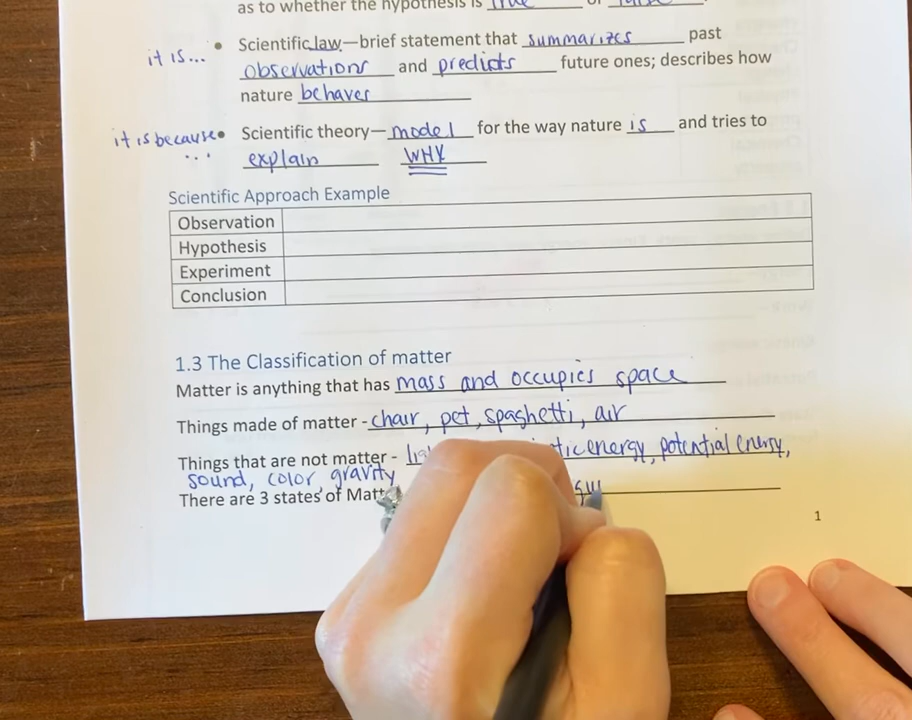 as to whether the hypothesis is true or false.
it is... • Scientific law—brief statement that summarizes past
observations and predicts future ones; describes how
nature behaves
it is because ... • Scientific theory— model for the way nature is and tries to
explain WHY
Scientific Approach Example
Observation
Hypothesis
Experiment
Conclusion
1.3 The Classification of matter
Matter is anything that has mass and occupies space
Things made of matter - chair, pet, spaghetti, air
Things that are not matter - energy, potential energy,
sound, color, gravity
There are 3 states of
1